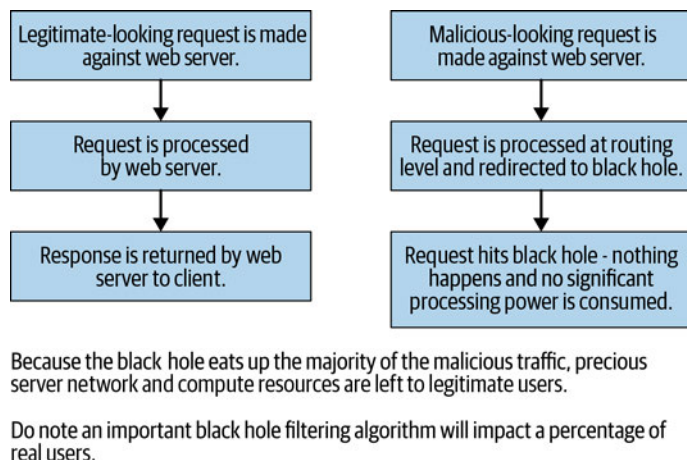 Legitimate-looking request is made
against web server.
Request is processed
by web server.
Response is returned by web
server to client.
Malicious-looking request is
made against web server.
Request is processed at routing
level and redirected to black hole.
Request hits black hole - nothing
happens and no significant
processing power is consumed.
Because the black hole eats up the majority of the malicious traffic, precious
server network and compute resources are left to legitimate users.
Do note an important black hole filtering algorithm will impact a percentage of
real users.